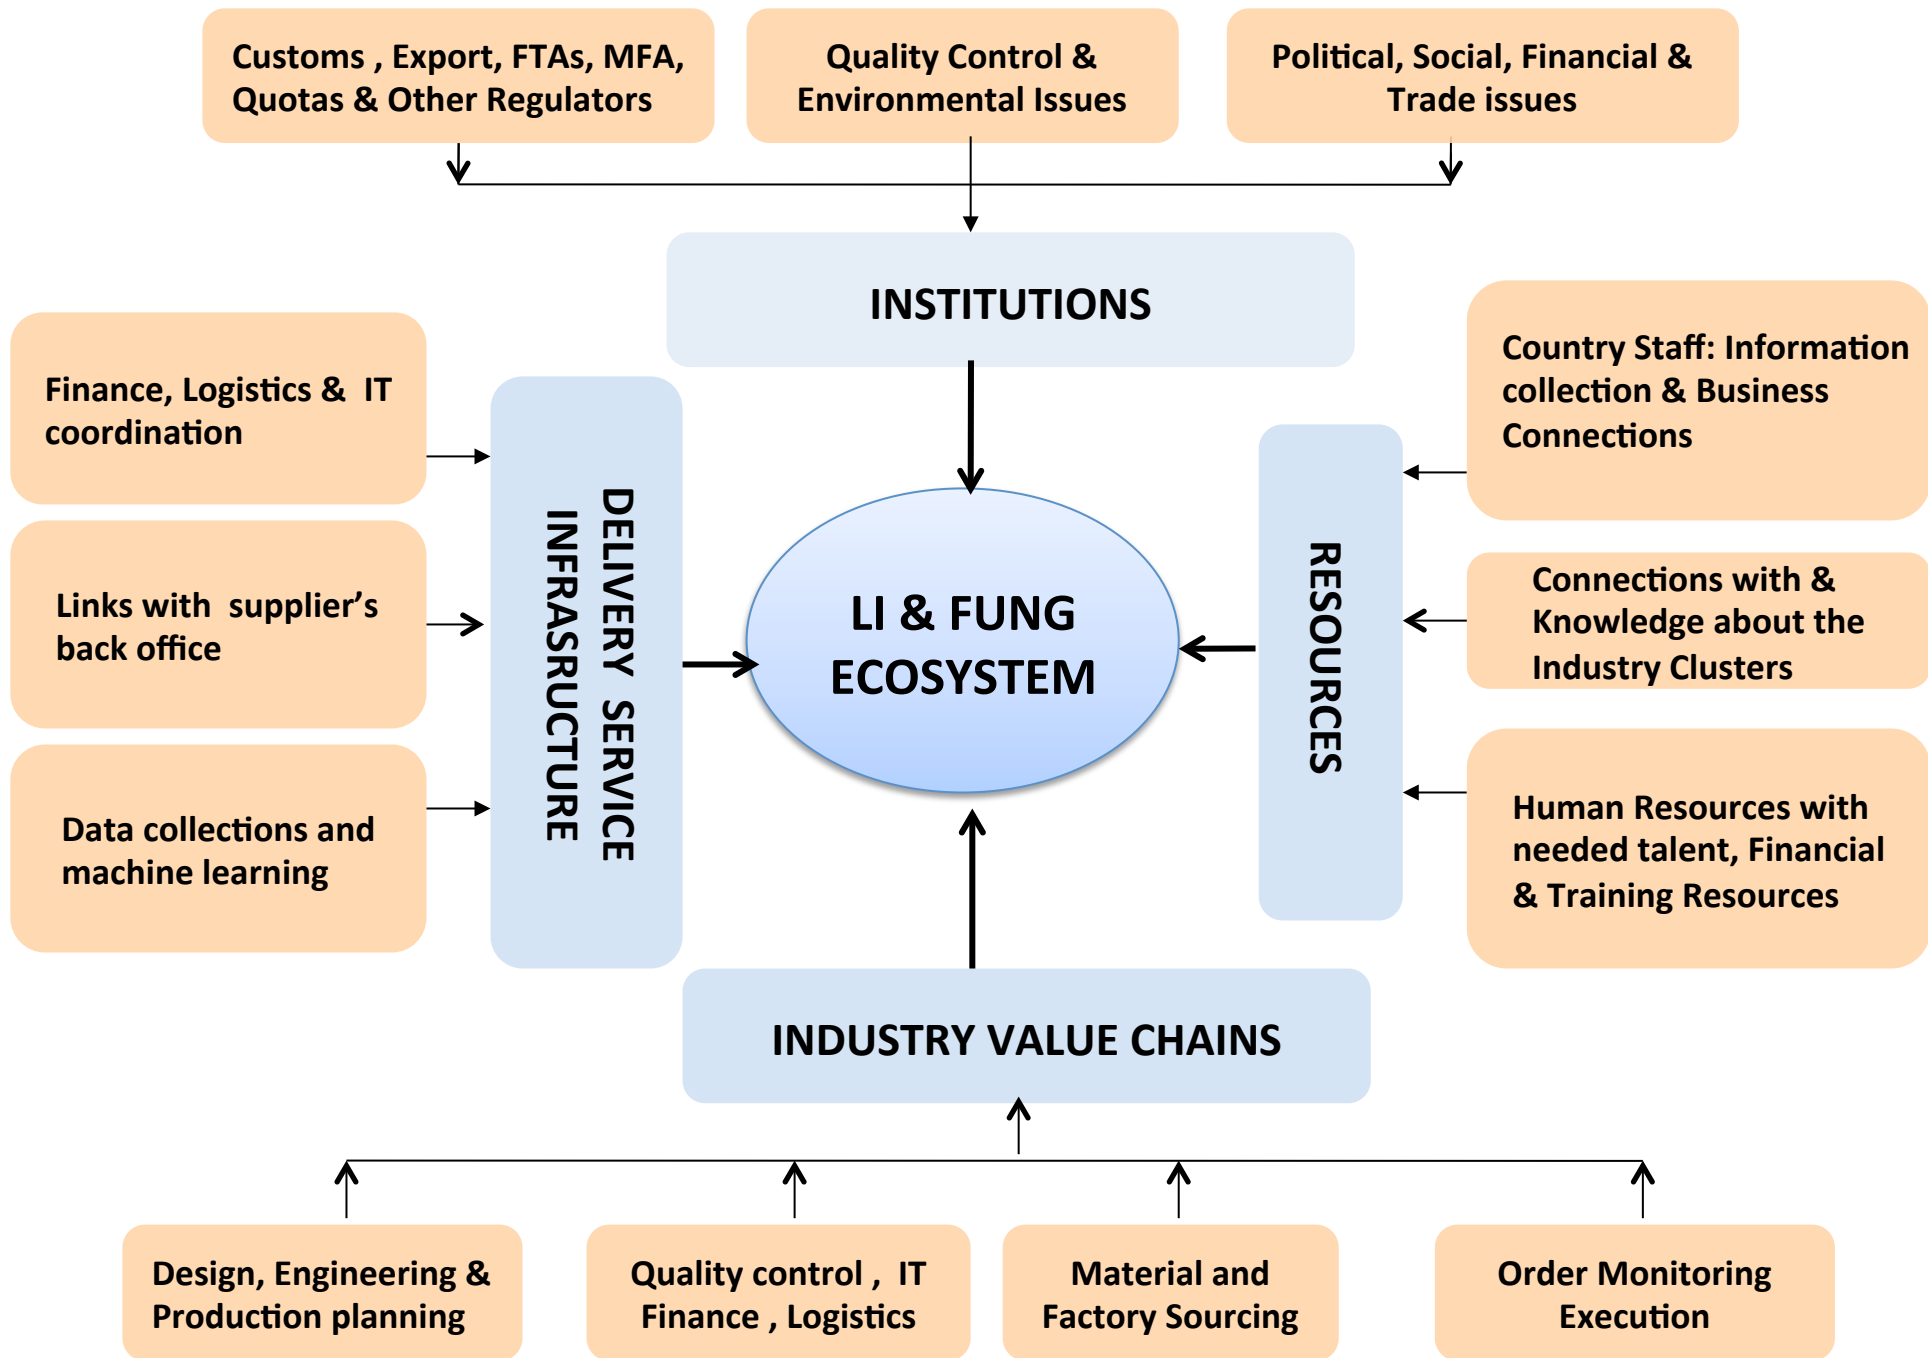 Customs , Export, FTAs, MFA,
Quotas & Other Regulators
Quality Control &
Environmental Issues
Political, Social, Financial &
Trade issues
INSTITUTIONS
Finance, Logistics &  IT
coordination
Links with  supplier’s
back office
Data collections and
machine learning
DELIVERY  SERVICE
INFRASRUCTURE
LI & FUNG
ECOSYSTEM
RESOURCES
Country Staff: Information
collection & Business
Connections
Connections with &
Knowledge about the
Industry Clusters
Human Resources with
needed talent, Financial
& Training Resources
INDUSTRY VALUE CHAINS
Design, Engineering &
Production planning
Quality control ,  IT
Finance , Logistics
Material and
Factory Sourcing
Order Monitoring
Execution